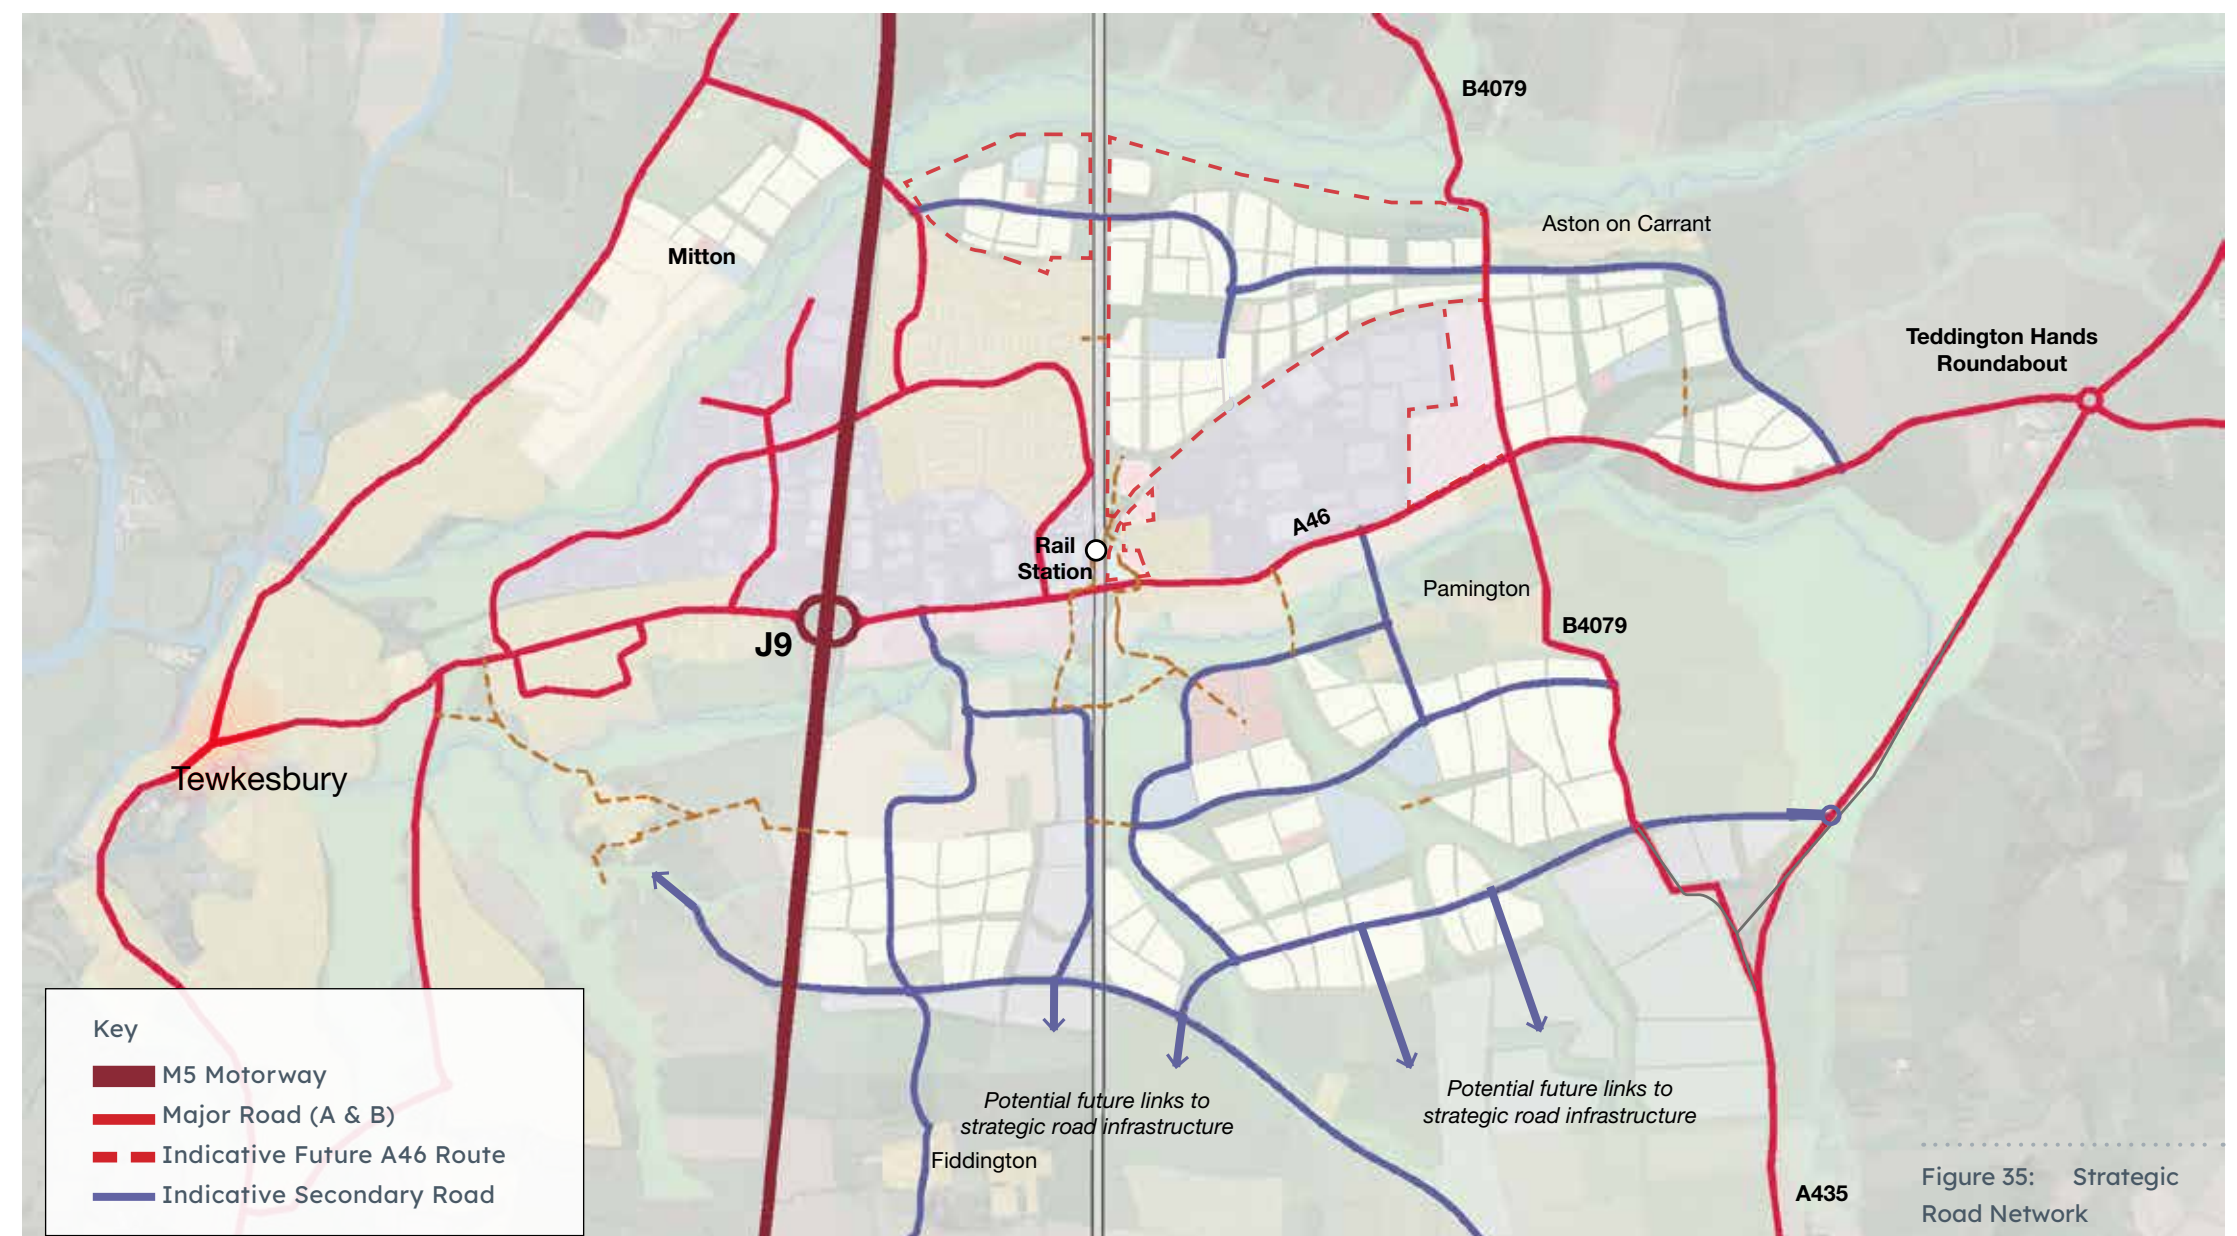 B4079
Aston on Carrant
Mitton
Teddington Hands
Roundabout
A46
Rail
Station
Pamington
B4079
J9
Tewkesbury
Potential future links to
strategic road infrastructure
Potential future links to
strategic road infrastructure
Fiddington
A435
Key
M5 Motorway
Major Road (A & B)
Indicative Future A46 Route
Indicative Secondary Road
Figure 35: Strategic
Road Network